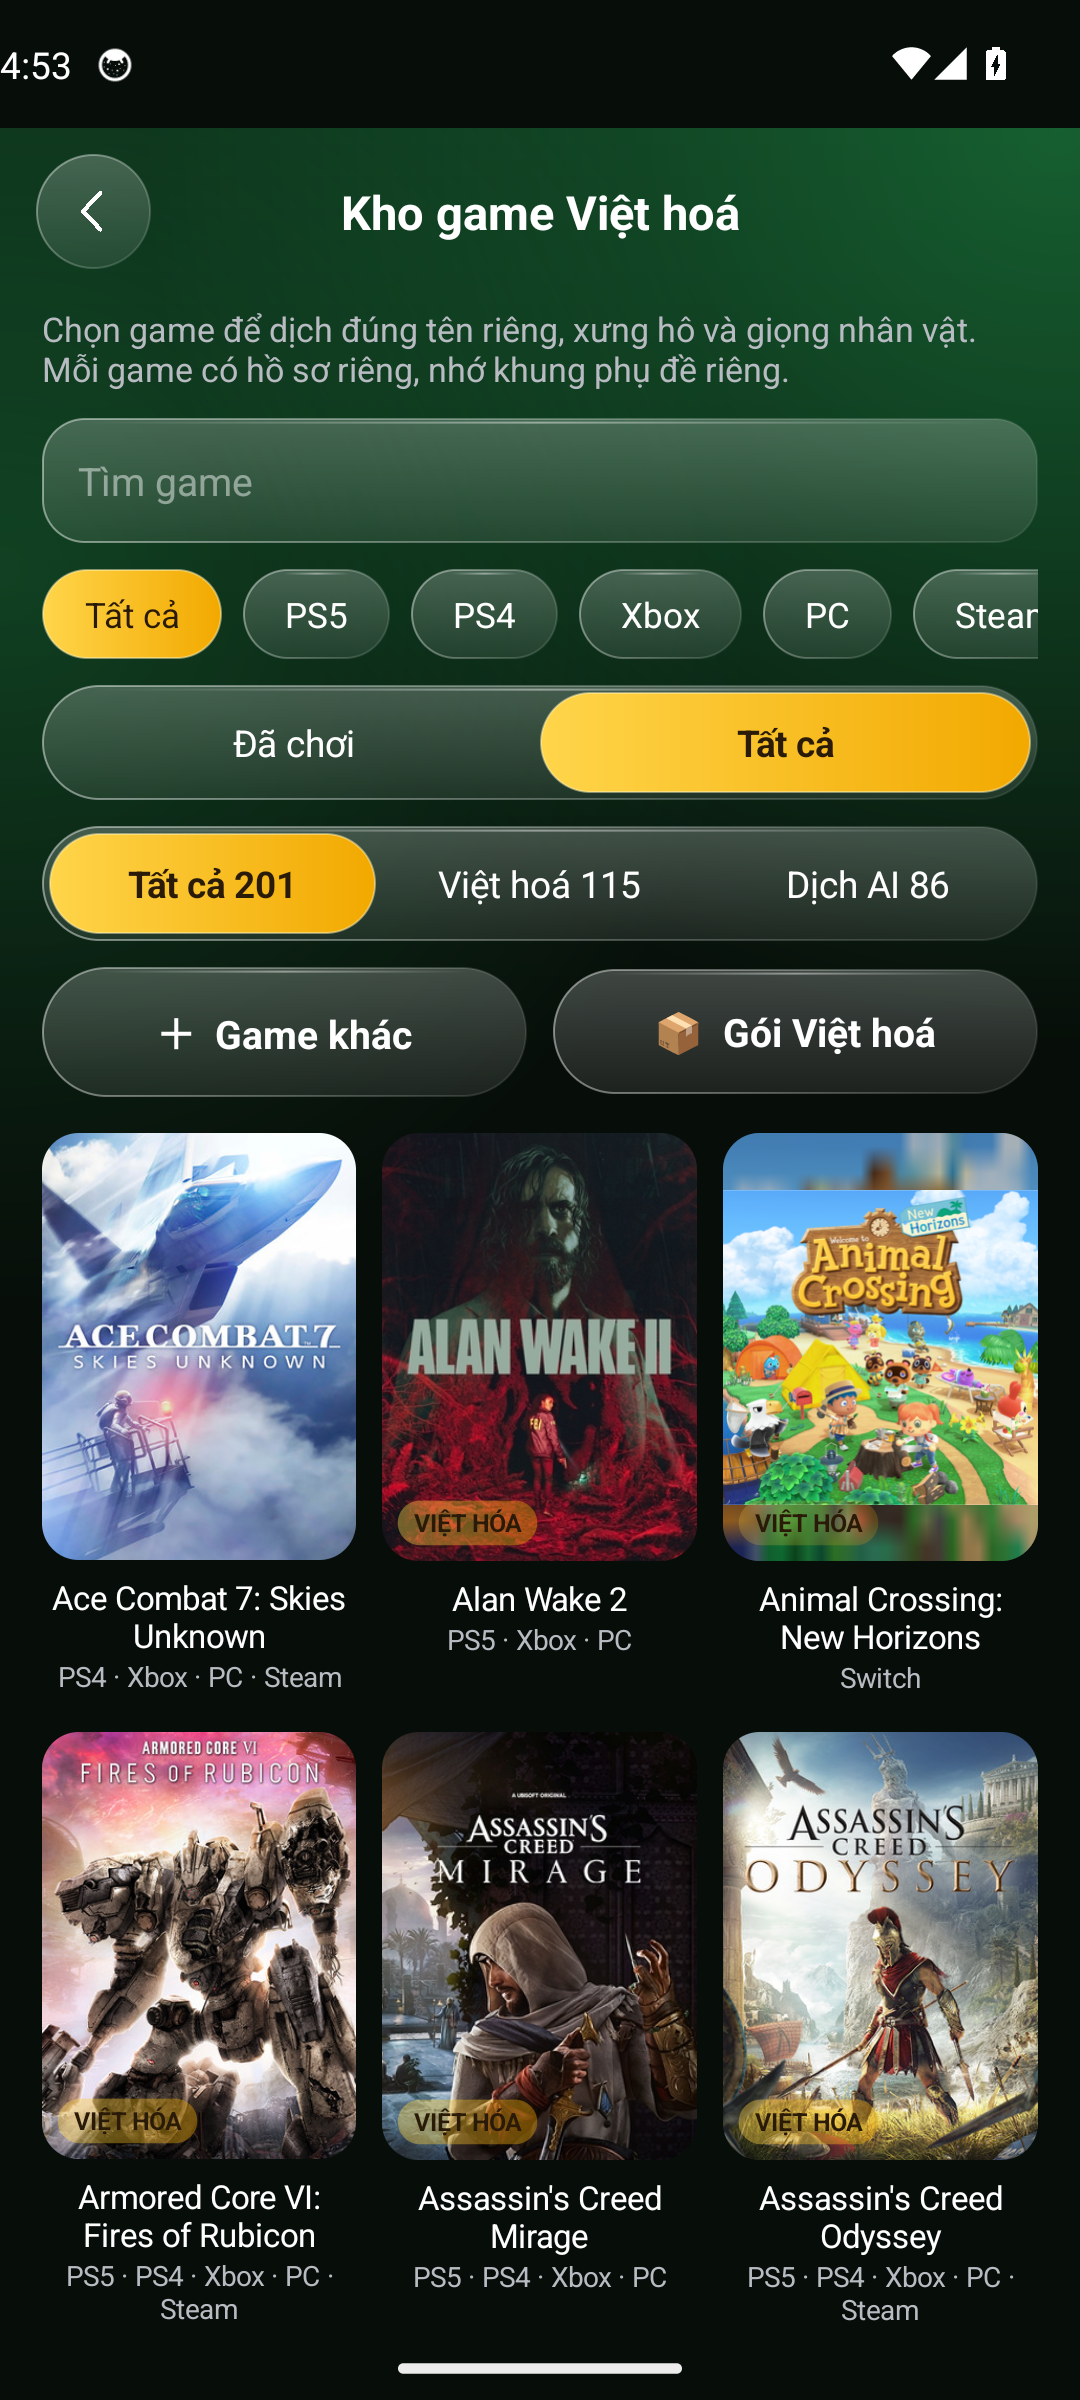 4:53
Kho game Việt hoá
Chọn game để dịch đúng tên riêng, xưng hô và giọng nhân vật.
Mỗi game có hồ sơ riêng, nhớ khung phụ đề riêng.
Tìm game
Tất cả PS5 PS4 Xbox PC Stear
Đã chơi Tất cả
Tất cả 201 Việt hoá 115 Dịch AI 86
+ Game khác Gói Việt hoá
ACE COMBAT 7
SKIES UNKNOWN
ALAN WAKE II
VIỆT HÓA
New
Horizons
Welcome to
Animal
Crossing
VIỆT HÓA
Ace Combat 7: Skies
Unknown
PS4 · Xbox · PC · Steam
Alan Wake 2
PS5 · Xbox · PC
Animal Crossing:
New Horizons
Switch
ARMORED CORE VI
FIRES OF RUBICON
VIỆT HÓA
A UBISOFT ORIGINAL
ASSASSIN'S
CREED
MIRAGE
VIỆT HÓA
ASSASSIN'S
CREED
ODYSSEY
VIỆT HÓA
Armored Core VI:
Fires of Rubicon
PS5 · PS4 · Xbox · PC ·
Steam
Assassin's Creed
Mirage
PS5 · PS4 · Xbox · PC
Assassin's Creed
Odyssey
PS5 · PS4 · Xbox · PC ·
Steam